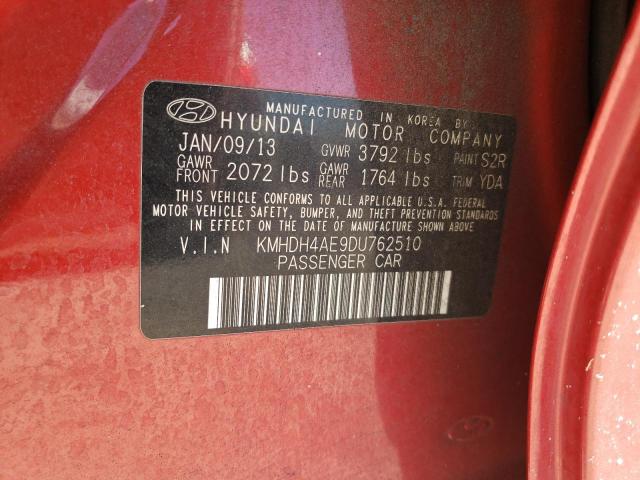 MANUFACTURED IN KOREA BY
HYUNDAI MOTOR COMPANY
JAN/09/13 GVWR 3792 lbs PAINT S2R
GAWR FRONT 2072 lbs GAWR REAR 1764 lbs TRIM YDA
THIS VEHICLE CONFORMS TO ALL APPLICABLE U.S.A. FEDERAL
MOTOR VEHICLE SAFETY, BUMPER, AND THEFT PREVENTION STANDARDS
IN EFFECT ON THE DATE OF MANUFACTURE SHOWN ABOVE.
V.I.N KMHDH4AE9DU762510
PASSENGER CAR